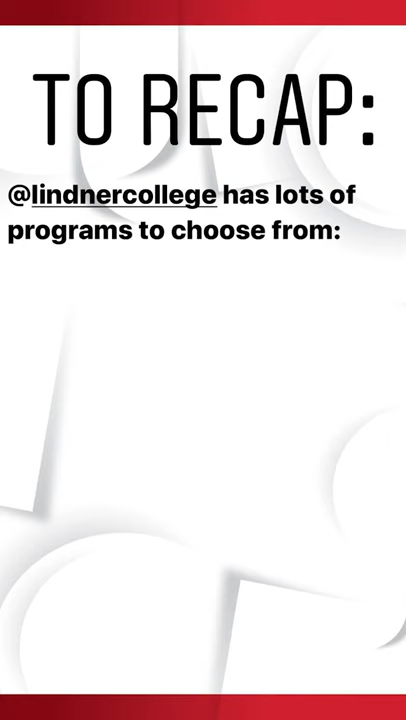 TO RECAP:
@lindnercollege has lots of
programs to choose from: